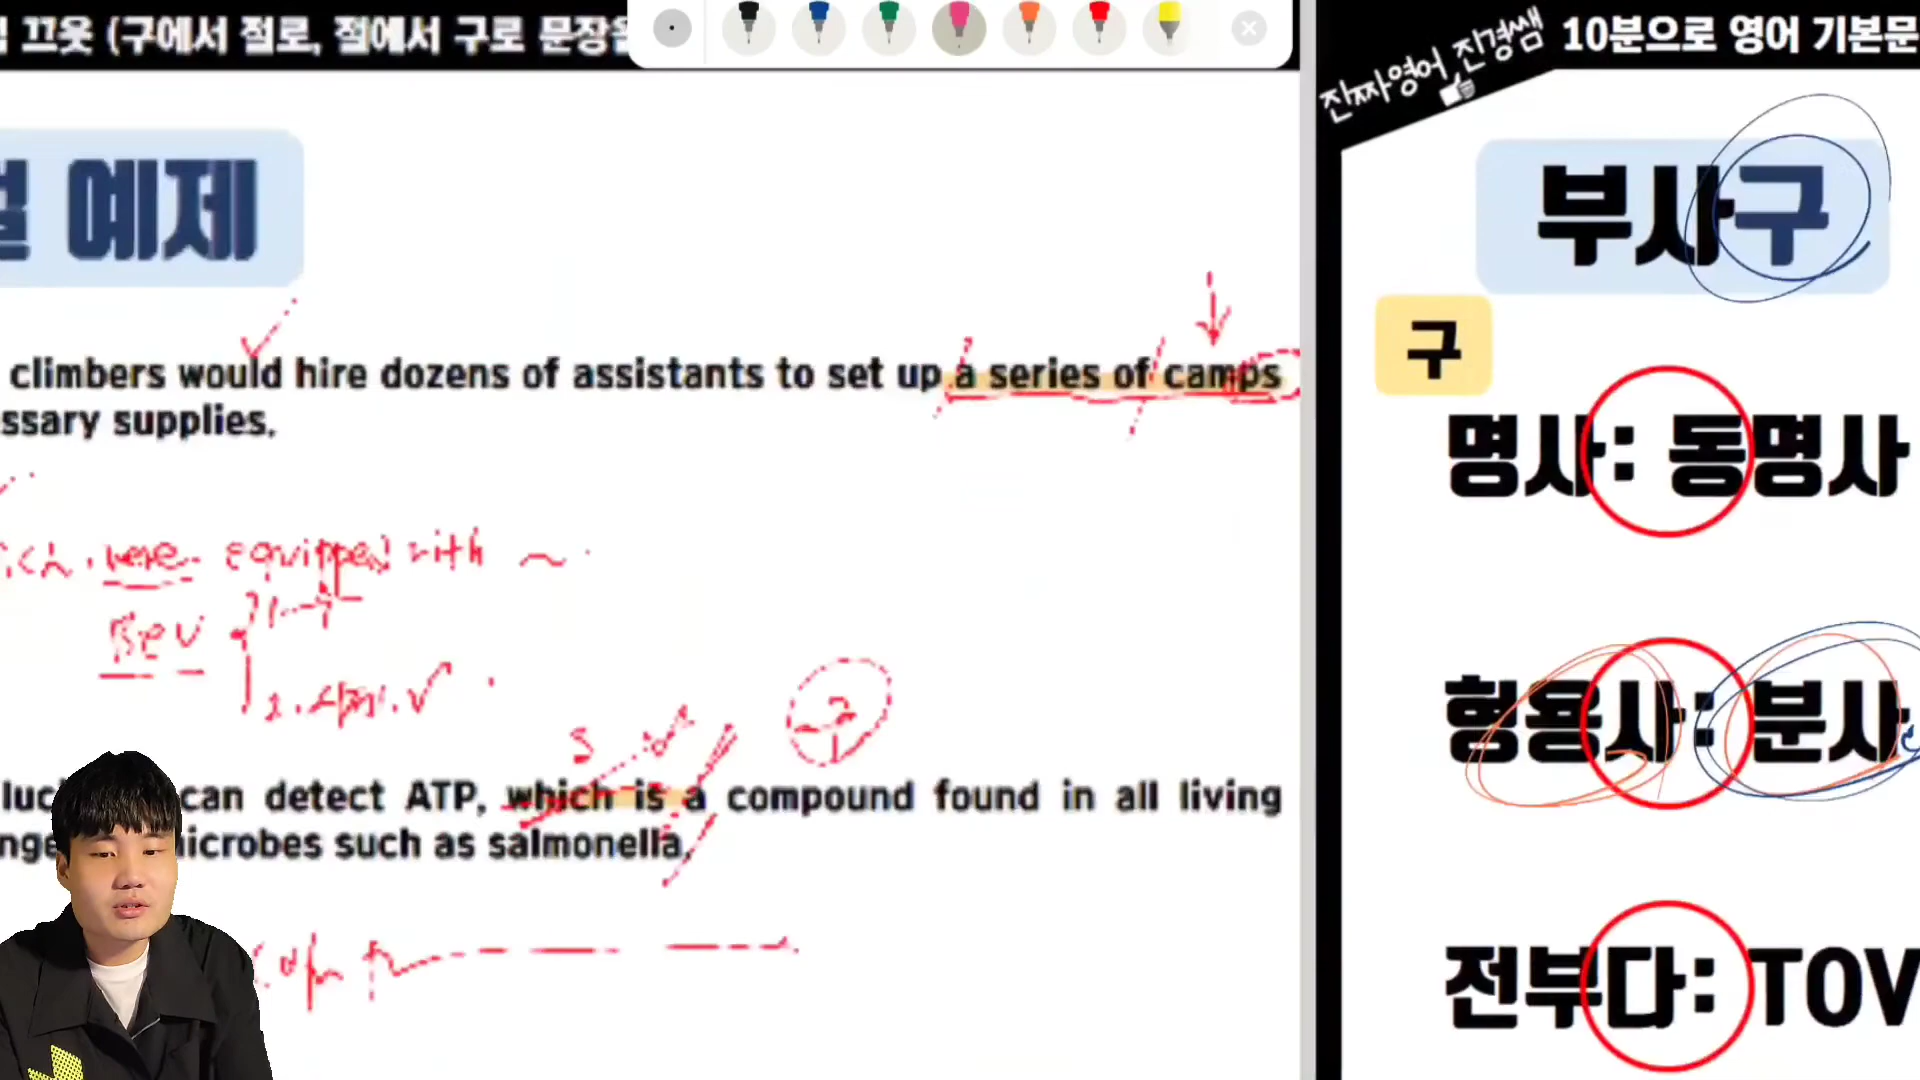 끄읏 (구에서 절로, 절에서 구로 문장을
예제
climbers would hire dozens of assistants to set up a series of camps
ssary supplies.
were equipped with ~
can detect ATP, which is a compound found in all living
microbes such as salmonella,
진짜영어 진경쌤
10분으로 영어 기본문
부사구
구
명사: 동명사
형용사: 분사
전부다: TOV